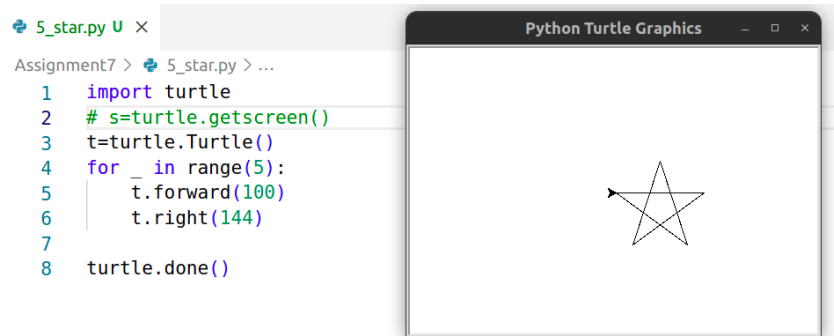 5_star.py U ×
Assignment7 > 5_star.py > ...
1 import turtle
2 # s=turtle.getscreen()
3 t=turtle.Turtle()
4 for _ in range(5):
5     t.forward(100)
6     t.right(144)
7
8 turtle.done()
Python Turtle Graphics